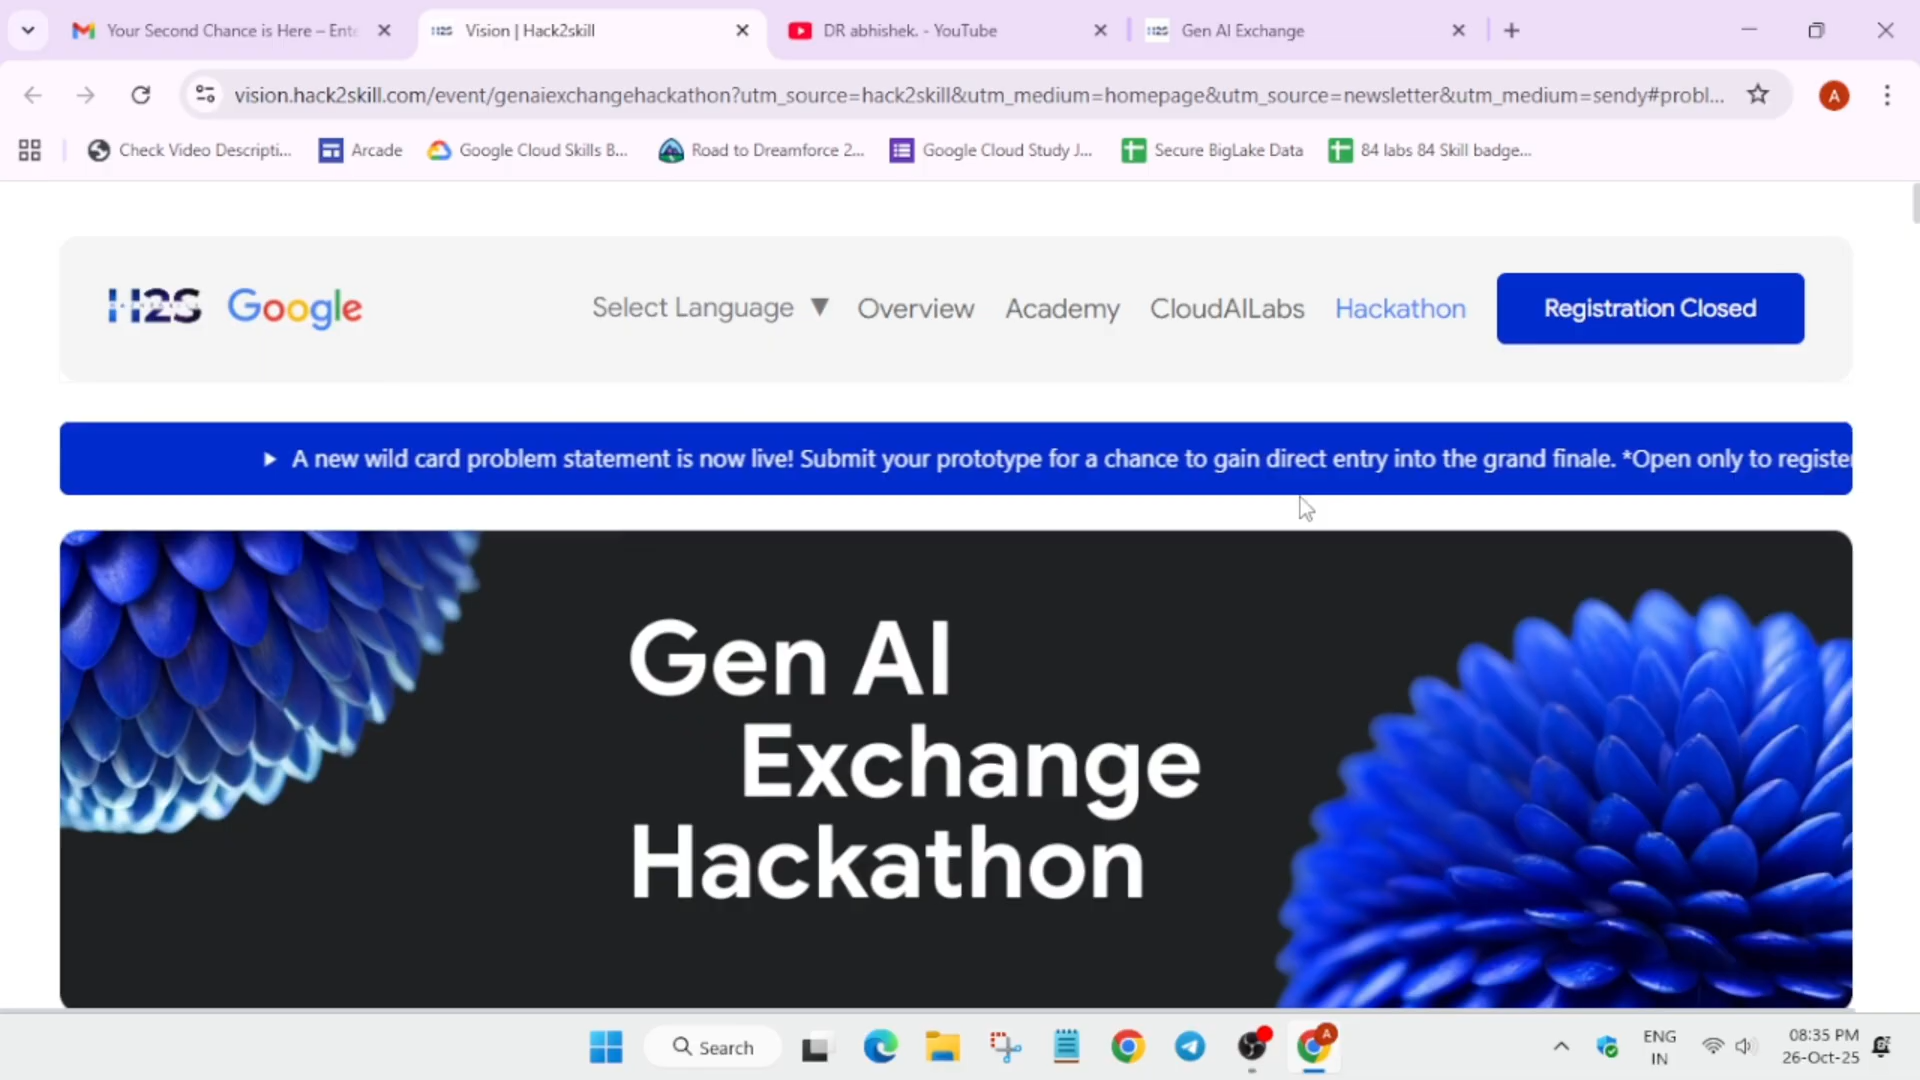 Your Second Chance is Here – Ente
Vision | Hack2skill
DR abhishek. - YouTube
Gen AI Exchange
vision.hack2skill.com/event/genaiexchangehackathon?utm_source=hack2skill&utm_medium=homepage&utm_source=newsletter&utm_medium=sendy#probl...
A
Check Video Descripti...
Arcade
Google Cloud Skills B...
Road to Dreamforce 2...
Google Cloud Study J...
Secure BigLake Data
84 labs 84 Skill badge...
H2S Google
Select Language ▼
Overview
Academy
CloudAILabs
Hackathon
Registration Closed
A new wild card problem statement is now live! Submit your prototype for a chance to gain direct entry into the grand finale. *Open only to register
Gen AI
Exchange
Hackathon
Search
ENG
IN
08:35 PM
26-Oct-25